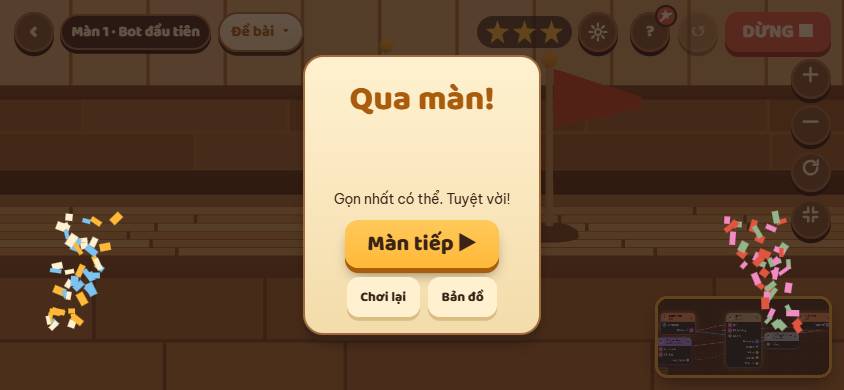 Màn 1 · Bot đầu tiên
Đề bài
?
DỪNG
Qua màn!
Gọn nhất có thể. Tuyệt vời!
Màn tiếp
Chơi lại
Bản đồ